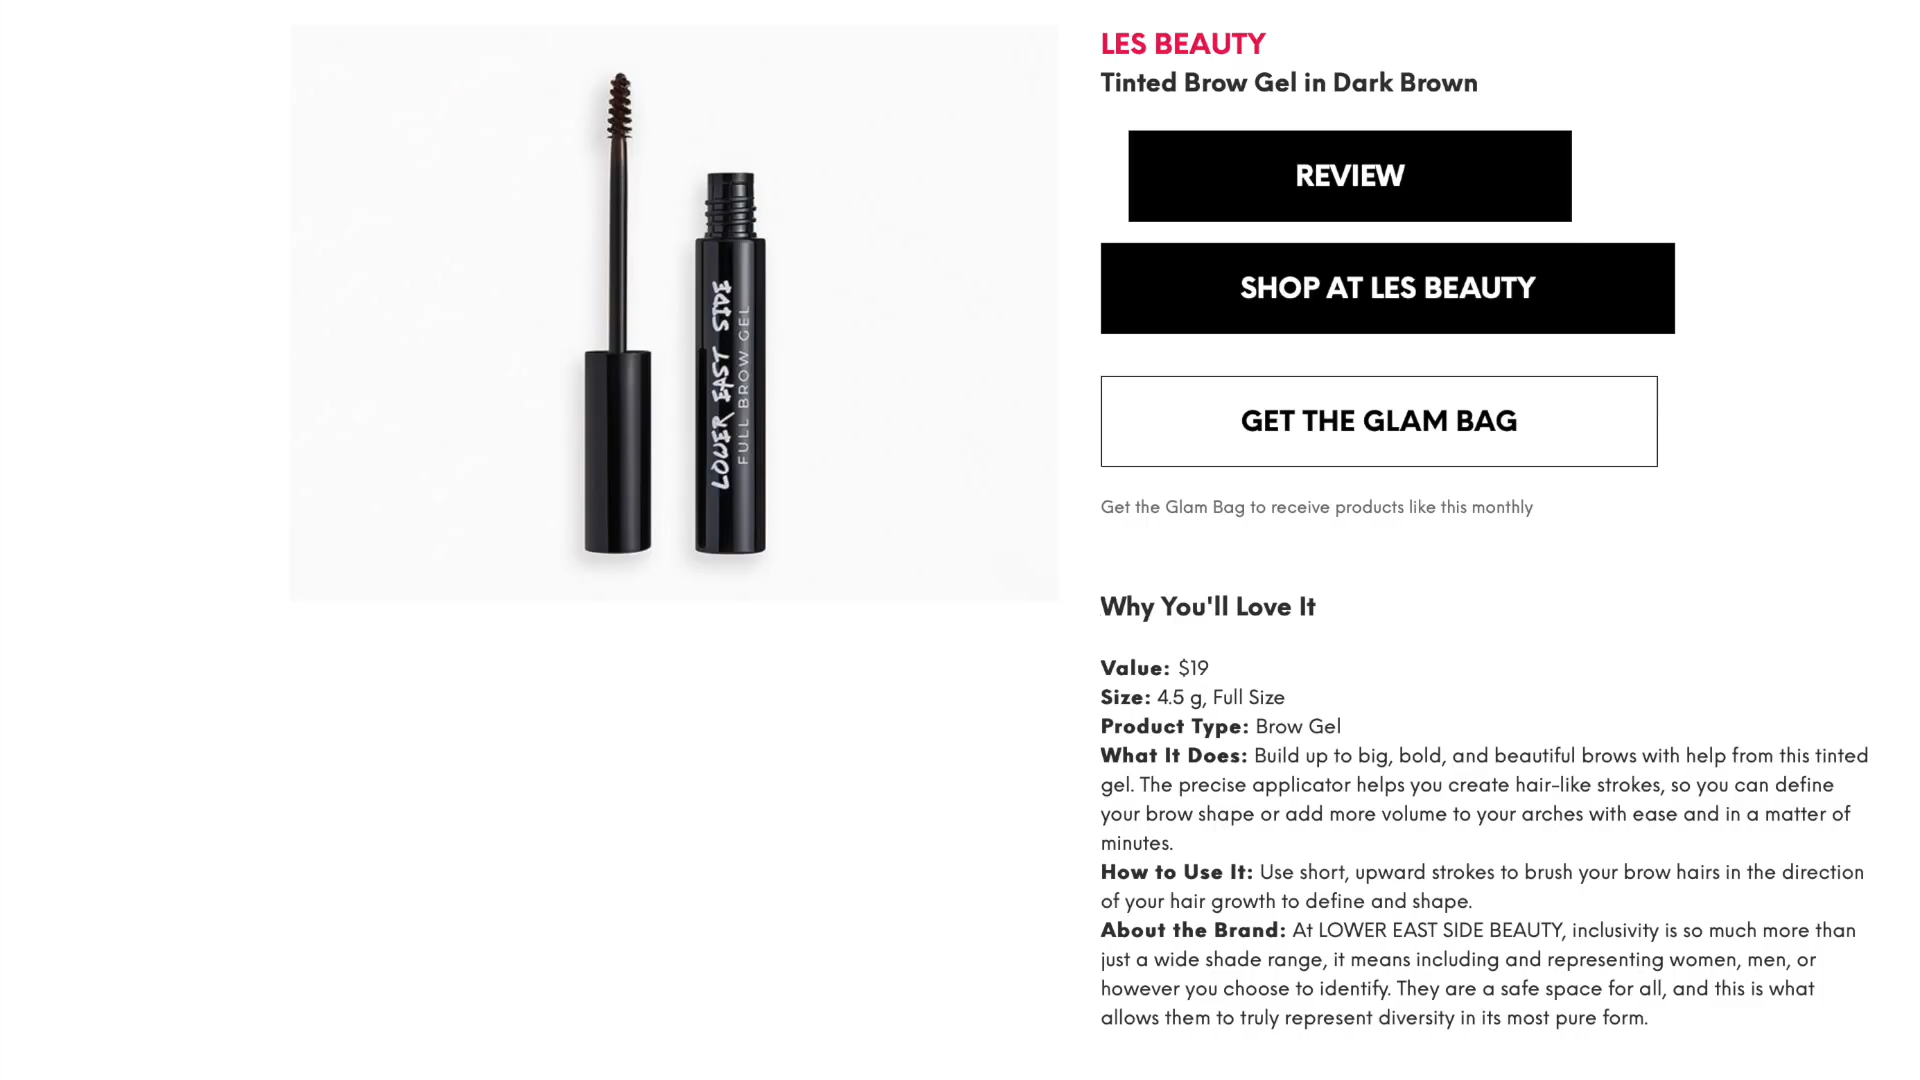 LES BEAUTY
Tinted Brow Gel in Dark Brown
REVIEW
SHOP AT LES BEAUTY
GET THE GLAM BAG
Get the Glam Bag to receive products like this monthly
LOWER EAST SIDE
FULL BROW GEL
Why You'll Love It
Value: $19
Size: 4.5 g, Full Size
Product Type: Brow Gel
What It Does: Build up to big, bold, and beautiful brows with help from this tinted
gel. The precise applicator helps you create hair-like strokes, so you can define
your brow shape or add more volume to your arches with ease and in a matter of
minutes.
How to Use It: Use short, upward strokes to brush your brow hairs in the direction
of your hair growth to define and shape.
About the Brand: At LOWER EAST SIDE BEAUTY, inclusivity is so much more than
just a wide shade range, it means including and representing women, men, or
however you choose to identify. They are a safe space for all, and this is what
allows them to truly represent diversity in its most pure form.